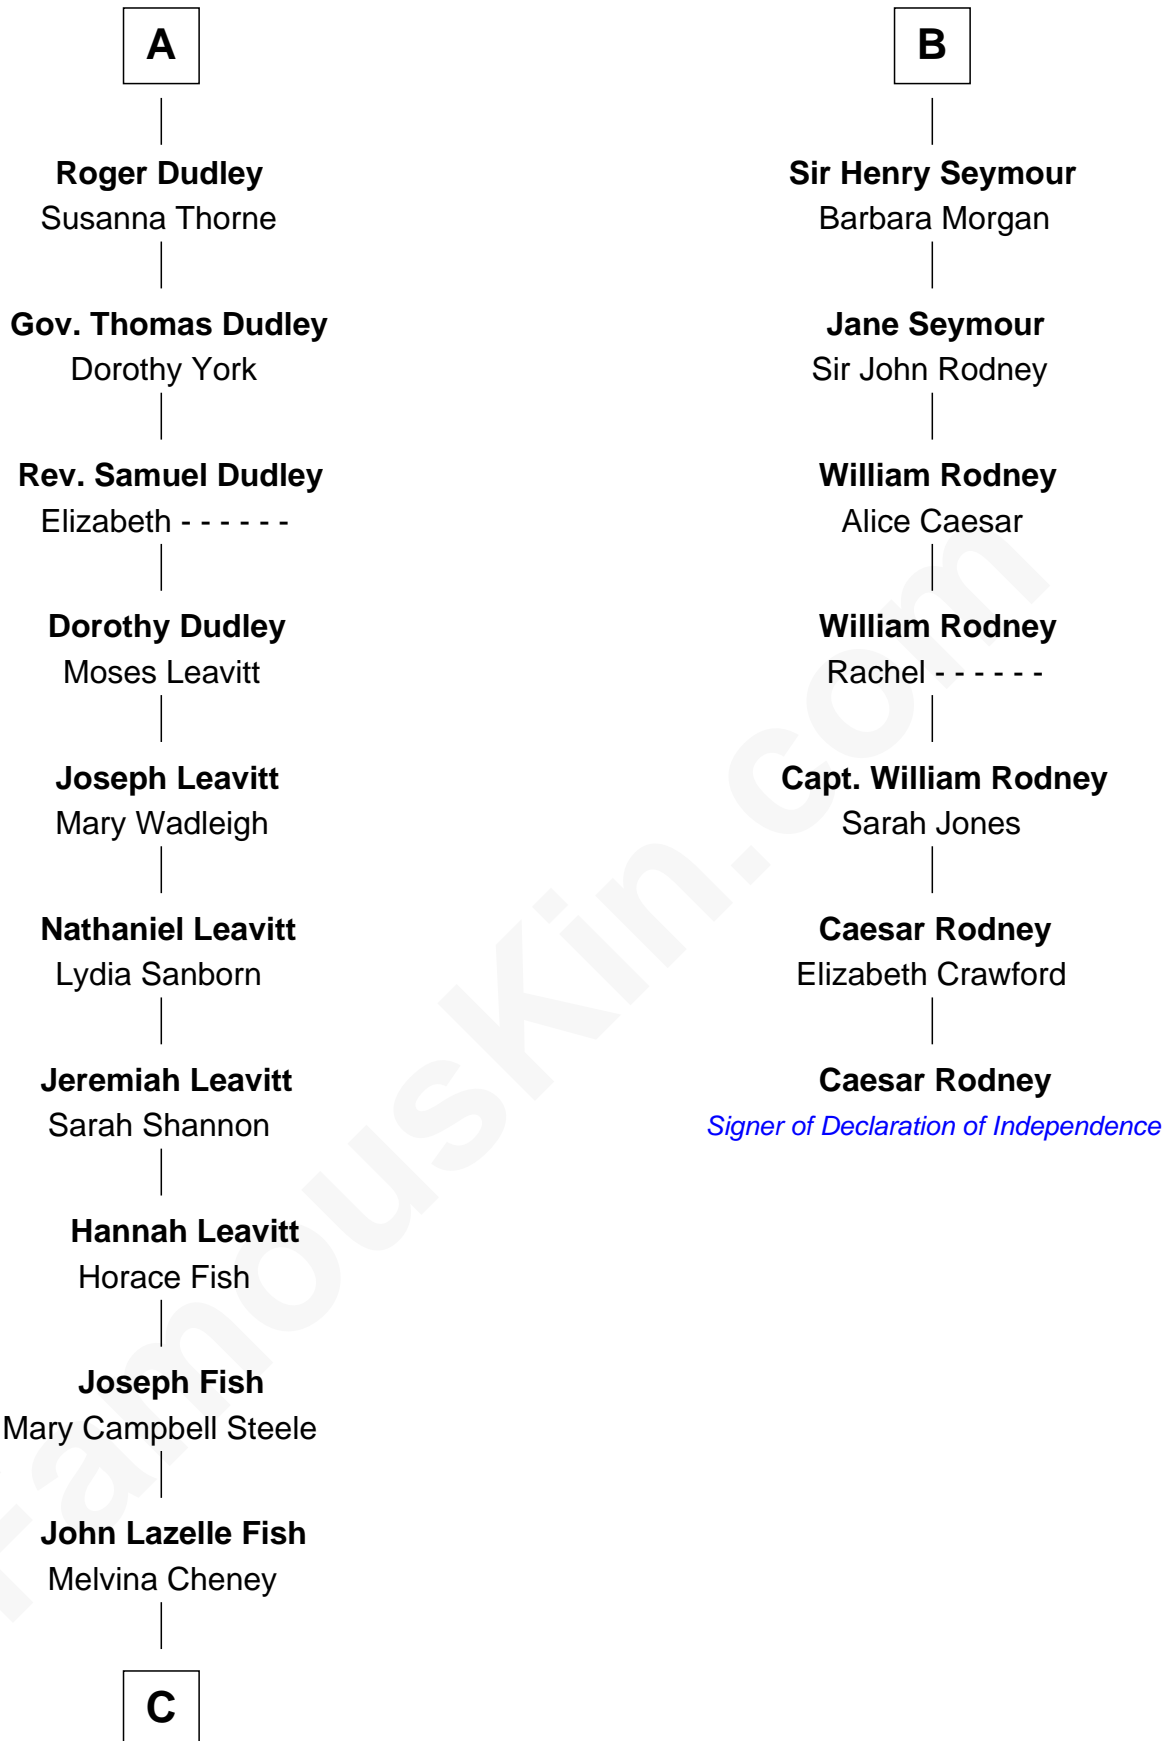 A
Roger Dudley
Susanna Thorne
Gov. Thomas Dudley
Dorothy York
Rev. Samuel Dudley
Elizabeth - - - - - -
Dorothy Dudley
Moses Leavitt
Joseph Leavitt
Mary Wadleigh
Nathaniel Leavitt
Lydia Sanborn
Jeremiah Leavitt
Sarah Shannon
Hannah Leavitt
Horace Fish
Joseph Fish
Mary Campbell Steele
John Lazelle Fish
Melvina Cheney
C
B
Sir Henry Seymour
Barbara Morgan
Jane Seymour
Sir John Rodney
William Rodney
Alice Caesar
William Rodney
Rachel - - - - - -
Capt. William Rodney
Sarah Jones
Caesar Rodney
Elizabeth Crawford
Caesar Rodney
Signer of Declaration of Independence
FamousKin.com